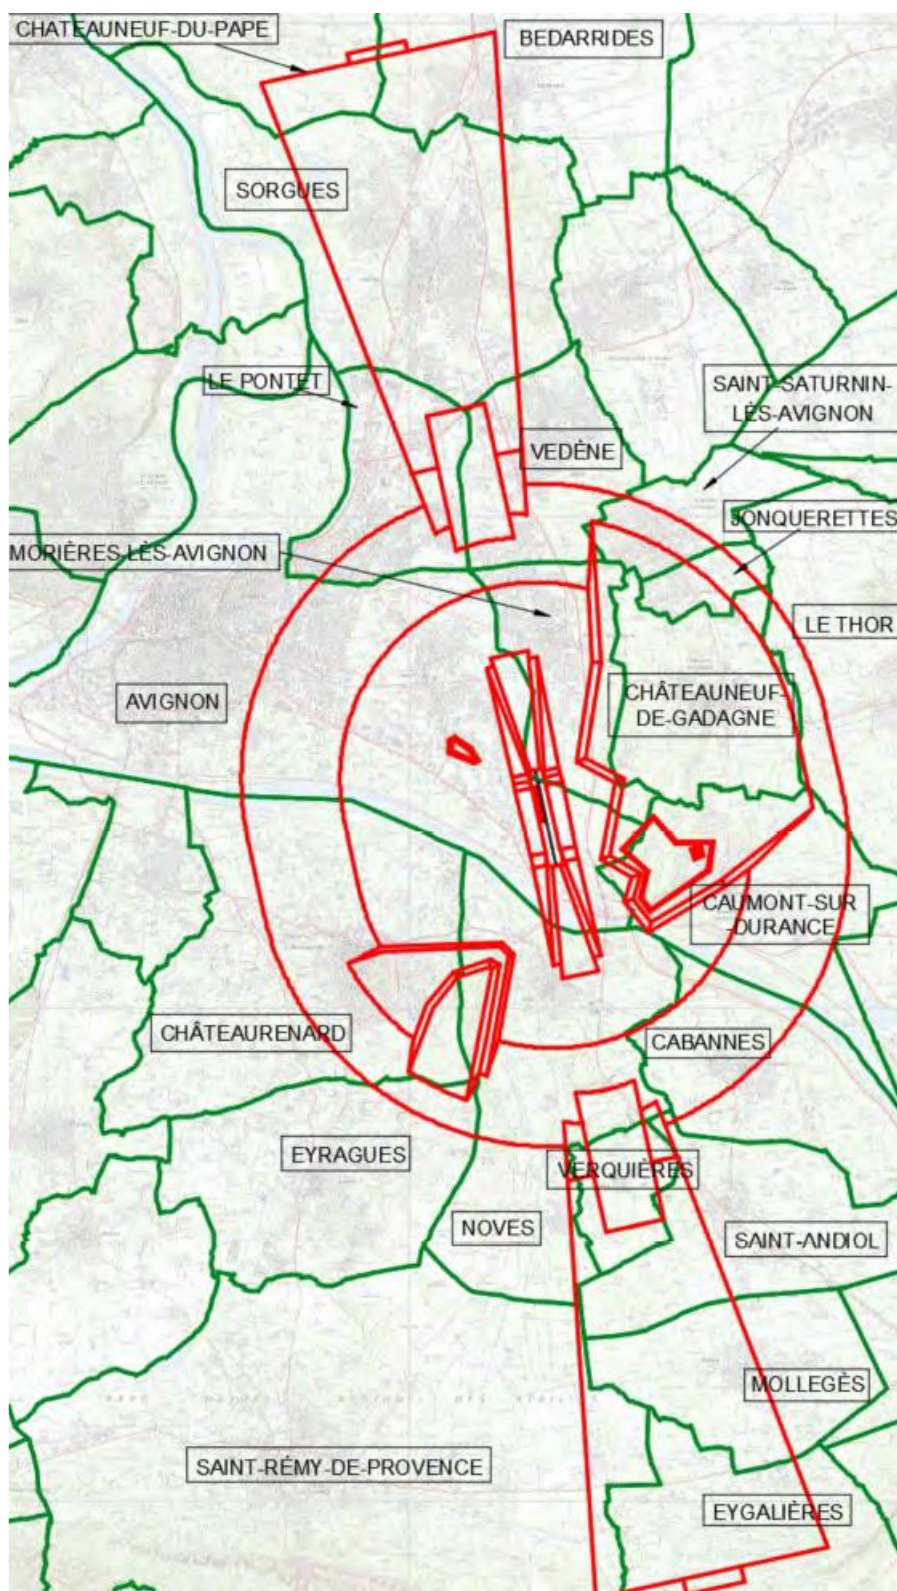 CHATEAUNEUF-DU-PAPE
BEDARRIDES
SORGUES
LE PONTET
SAINT-SATURNIN-
LÈS-AVIGNON
VEDÈNE
JONQUERETTES
MORIÈRES-LÈS-AVIGNON
LE THOR
AVIGNON
CHÂTEAUNEUF-
DE-GADAGNE
CAUMONT-SUR
-DURANCE
CHÂTEAURENARD
CABANNES
EYRAGUES
VERQUIÈRES
NOVES
SAINT-ANDIOL
MOLLEGÈS
SAINT-RÉMY-DE-PROVENCE
EYGALIÈRES